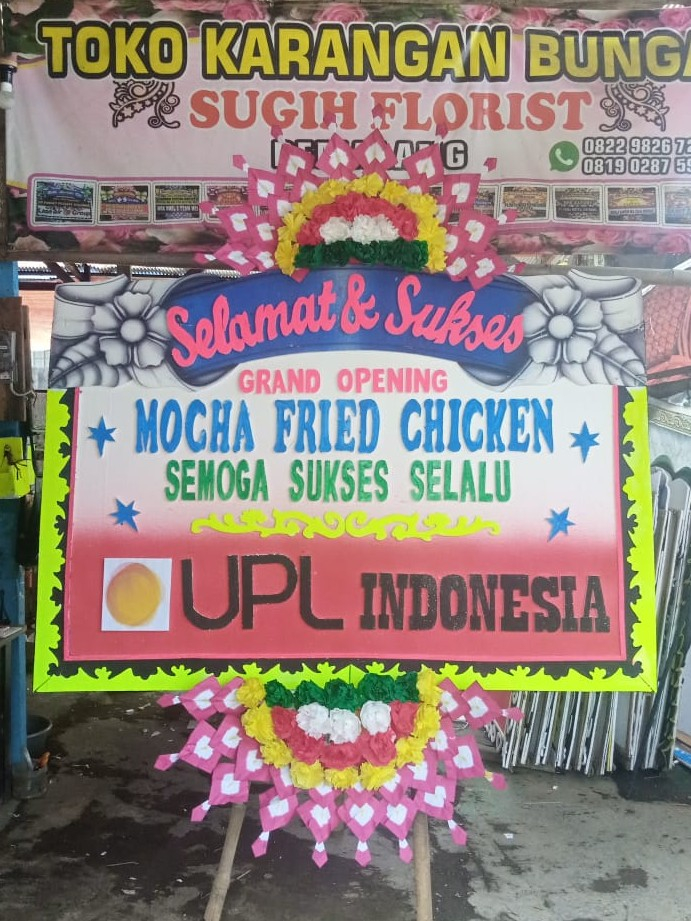 TOKO KARANGAN BUNGA
SUGIH FLORIST
0822 9826 72
0819 0287 55
Selamat & Sukses
GRAND OPENING
MOCHA FRIED CHICKEN
SEMOGA SUKSES SELALU
UPL INDONESIA